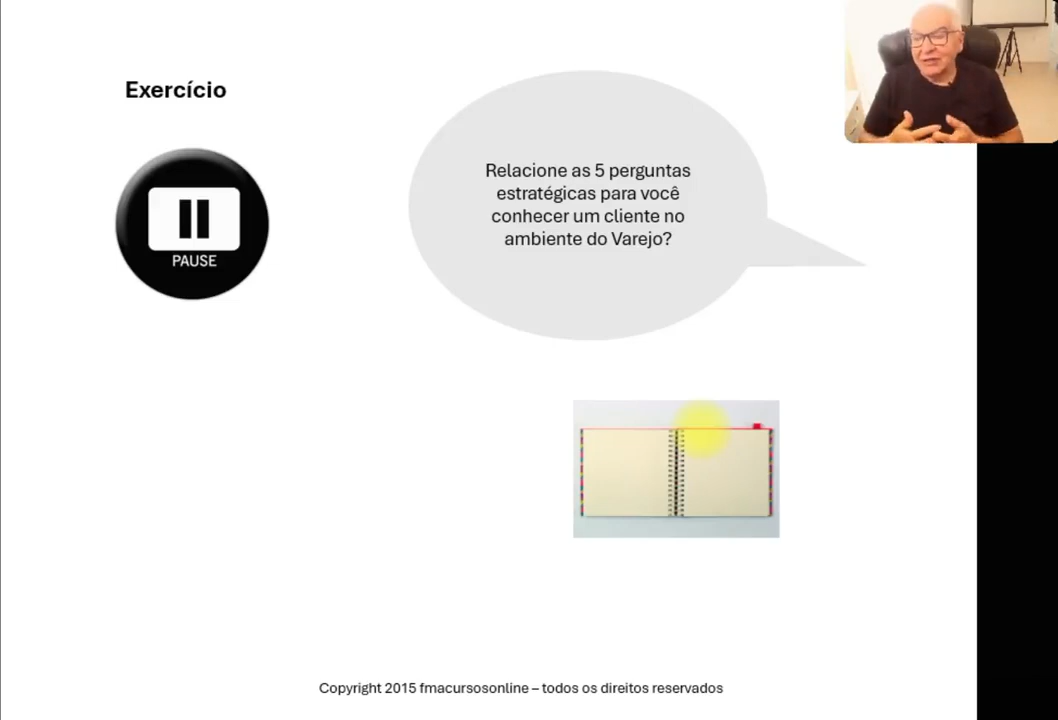 Exercício
PAUSE
Relacione as 5 perguntas
estratégicas para você
conhecer um cliente no
ambiente do Varejo?
Copyright 2015 fmacursosonline – todos os direitos reservados